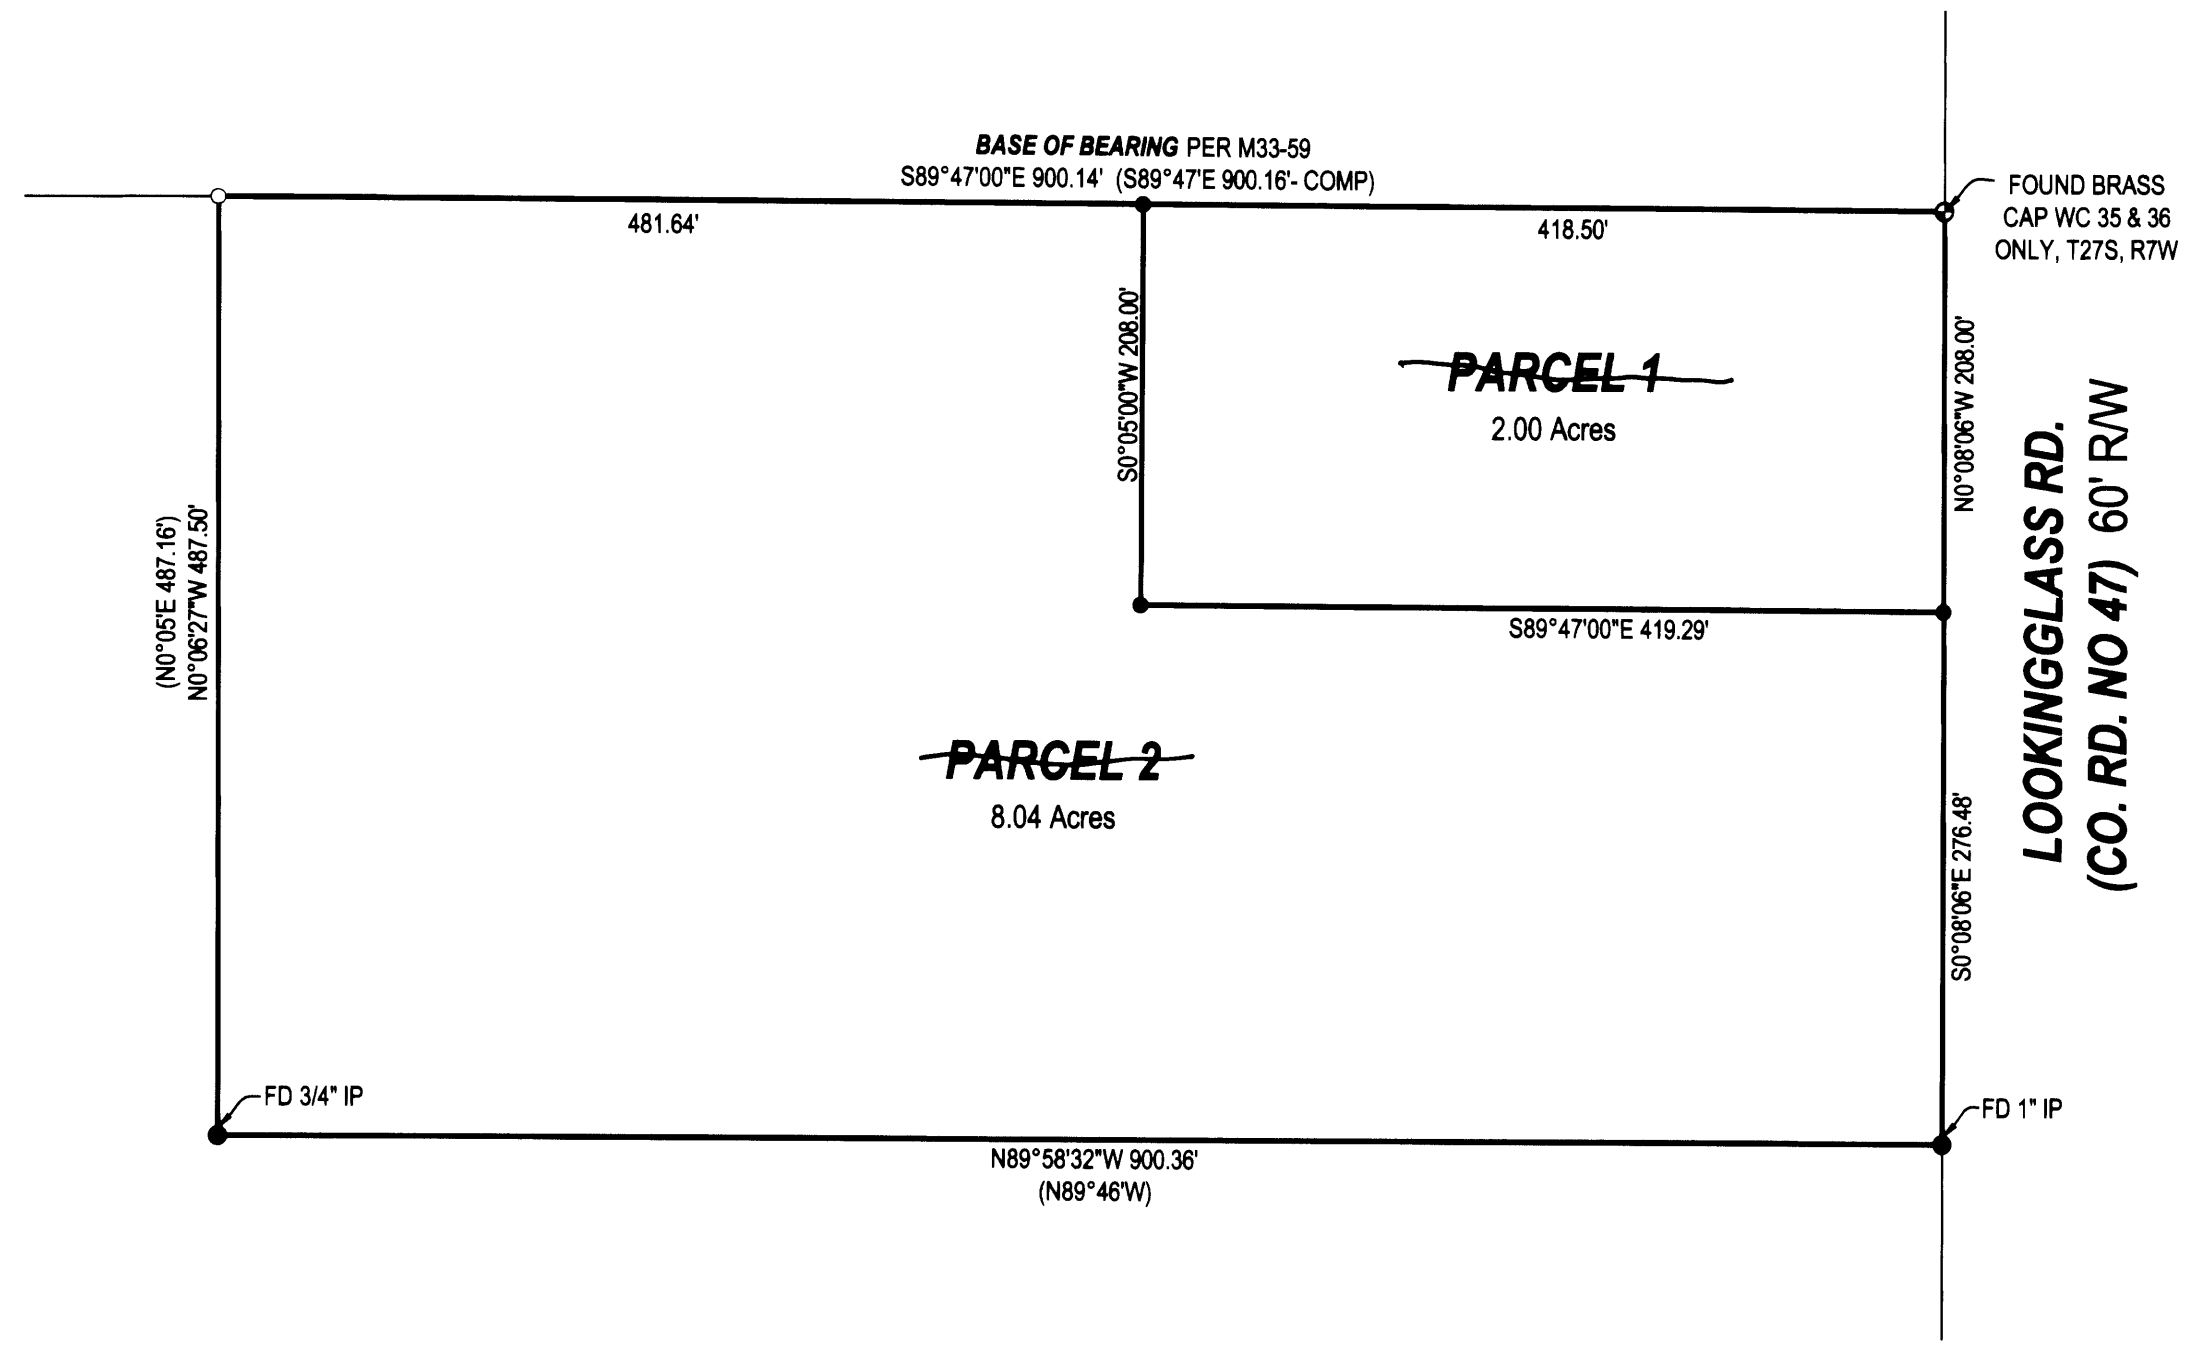 BASE OF BEARING PER M33-59
S89°47'00"E 900.14' (S89°47'E 900.16'- COMP)
481.64'
418.50'
FOUND BRASS
CAP WC 35 & 36
ONLY, T27S, R7W
S0°05'00"W 208.00'
PARCEL 1
2.00 Acres
N0°08'06"W 208.00'
LOOKINGGLASS RD.
(CO. RD. NO 47) 60' R/W
(N0°05'E 487.16')
N0°06'27"W 487.50'
S89°47'00"E 419.29'
PARCEL 2
8.04 Acres
S0°08'06"E 276.48'
FD 3/4" IP
FD 1" IP
N89°58'32"W 900.36'
(N89°46'W)